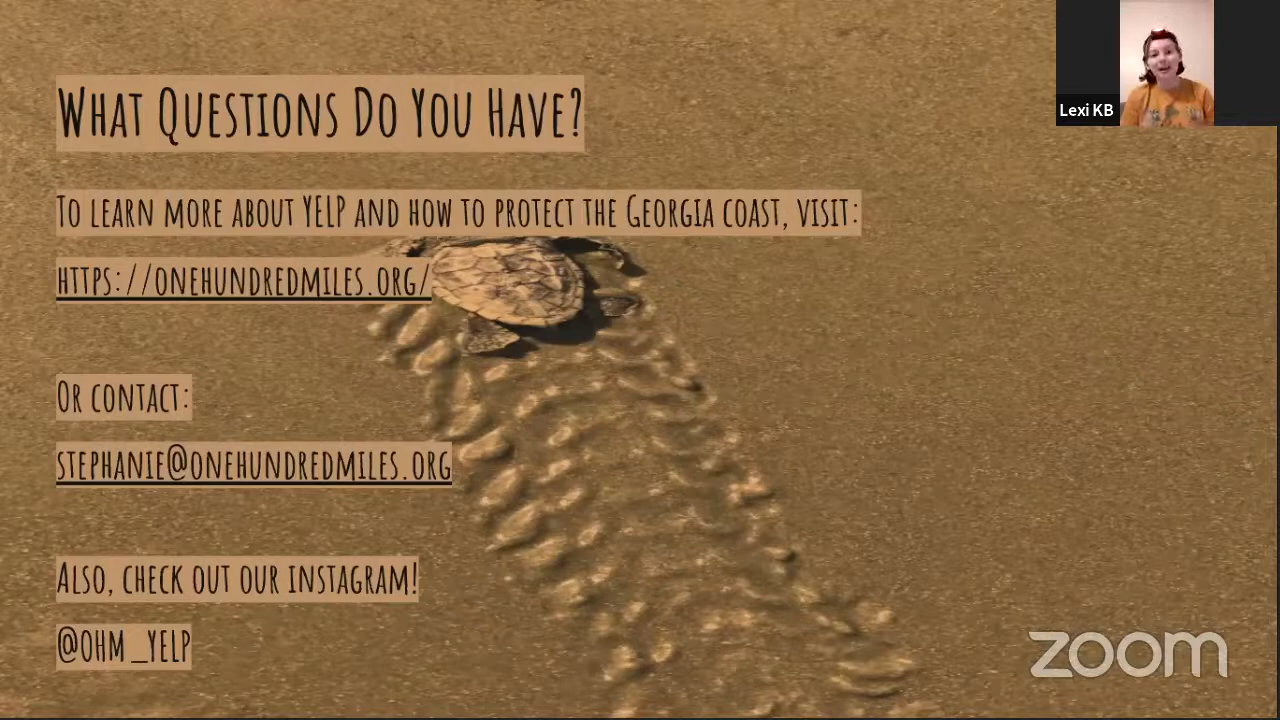 What Questions Do You Have?
To learn more about YELP and how to protect the Georgia coast, visit:
https://onehundredmiles.org/
Or contact:
stephanie@onehundredmiles.org
Also, check out our instagram!
@ohm_yelp
Lexi KB
zoom